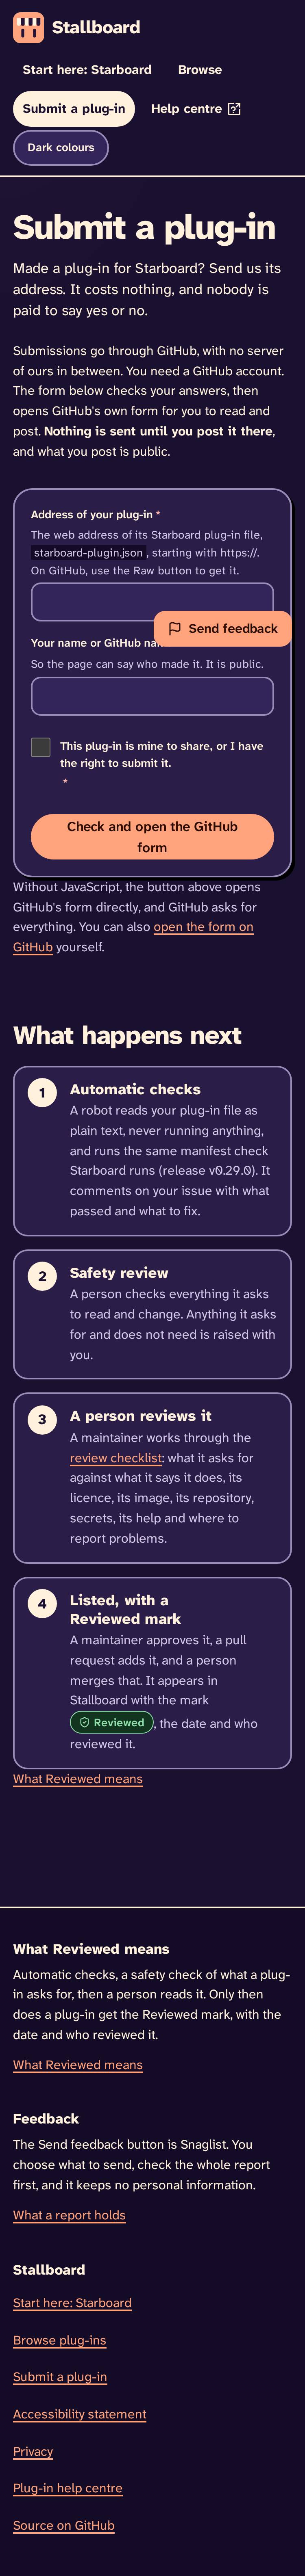 Stallboard
Start here: Starboard
Browse
Submit a plug-in
Help centre
Dark colours
Submit a plug-in
Made a plug-in for Starboard? Send us its
address. It costs nothing, and nobody is
paid to say yes or no.
Submissions go through GitHub, with no server
of ours in between. You need a GitHub account.
The form below checks your answers, then
opens GitHub's own form for you to read and
post. Nothing is sent until you post it there,
and what you post is public.
Address of your plug-in *
The web address of its Starboard plug-in file,
starboard-plugin.json, starting with https://.
On GitHub, use the Raw button to get it.
Send feedback
Your name or GitHub
So the page can say who made it. It is public.
This plug-in is mine to share, or I have
the right to submit it.
*
Check and open the GitHub
form
Without JavaScript, the button above opens
GitHub's form directly, and GitHub asks for
everything. You can also open the form on
GitHub yourself.
What happens next
1
Automatic checks
A robot reads your plug-in file as
plain text, never running anything,
and runs the same manifest check
Starboard runs (release v0.29.0). It
comments on your issue with what
passed and what to fix.
2
Safety review
A person checks everything it asks
to read and change. Anything it asks
for and does not need is raised with
you.
3
A person reviews it
A maintainer works through the
review checklist: what it asks for
against what it says it does, its
licence, its image, its repository,
secrets, its help and where to
report problems.
4
Listed, with a
Reviewed mark
A maintainer approves it, a pull
request adds it, and a person
merges that. It appears in
Stallboard with the mark
Reviewed, the date and who
reviewed it.
What Reviewed means
What Reviewed means
Automatic checks, a safety check of what a plug-
in asks for, then a person reads it. Only then
does a plug-in get the Reviewed mark, with the
date and who reviewed it.
What Reviewed means
Feedback
The Send feedback button is Snaglist. You
choose what to send, check the whole report
first, and it keeps no personal information.
What a report holds
Stallboard
Start here: Starboard
Browse plug-ins
Submit a plug-in
Accessibility statement
Privacy
Plug-in help centre
Source on GitHub